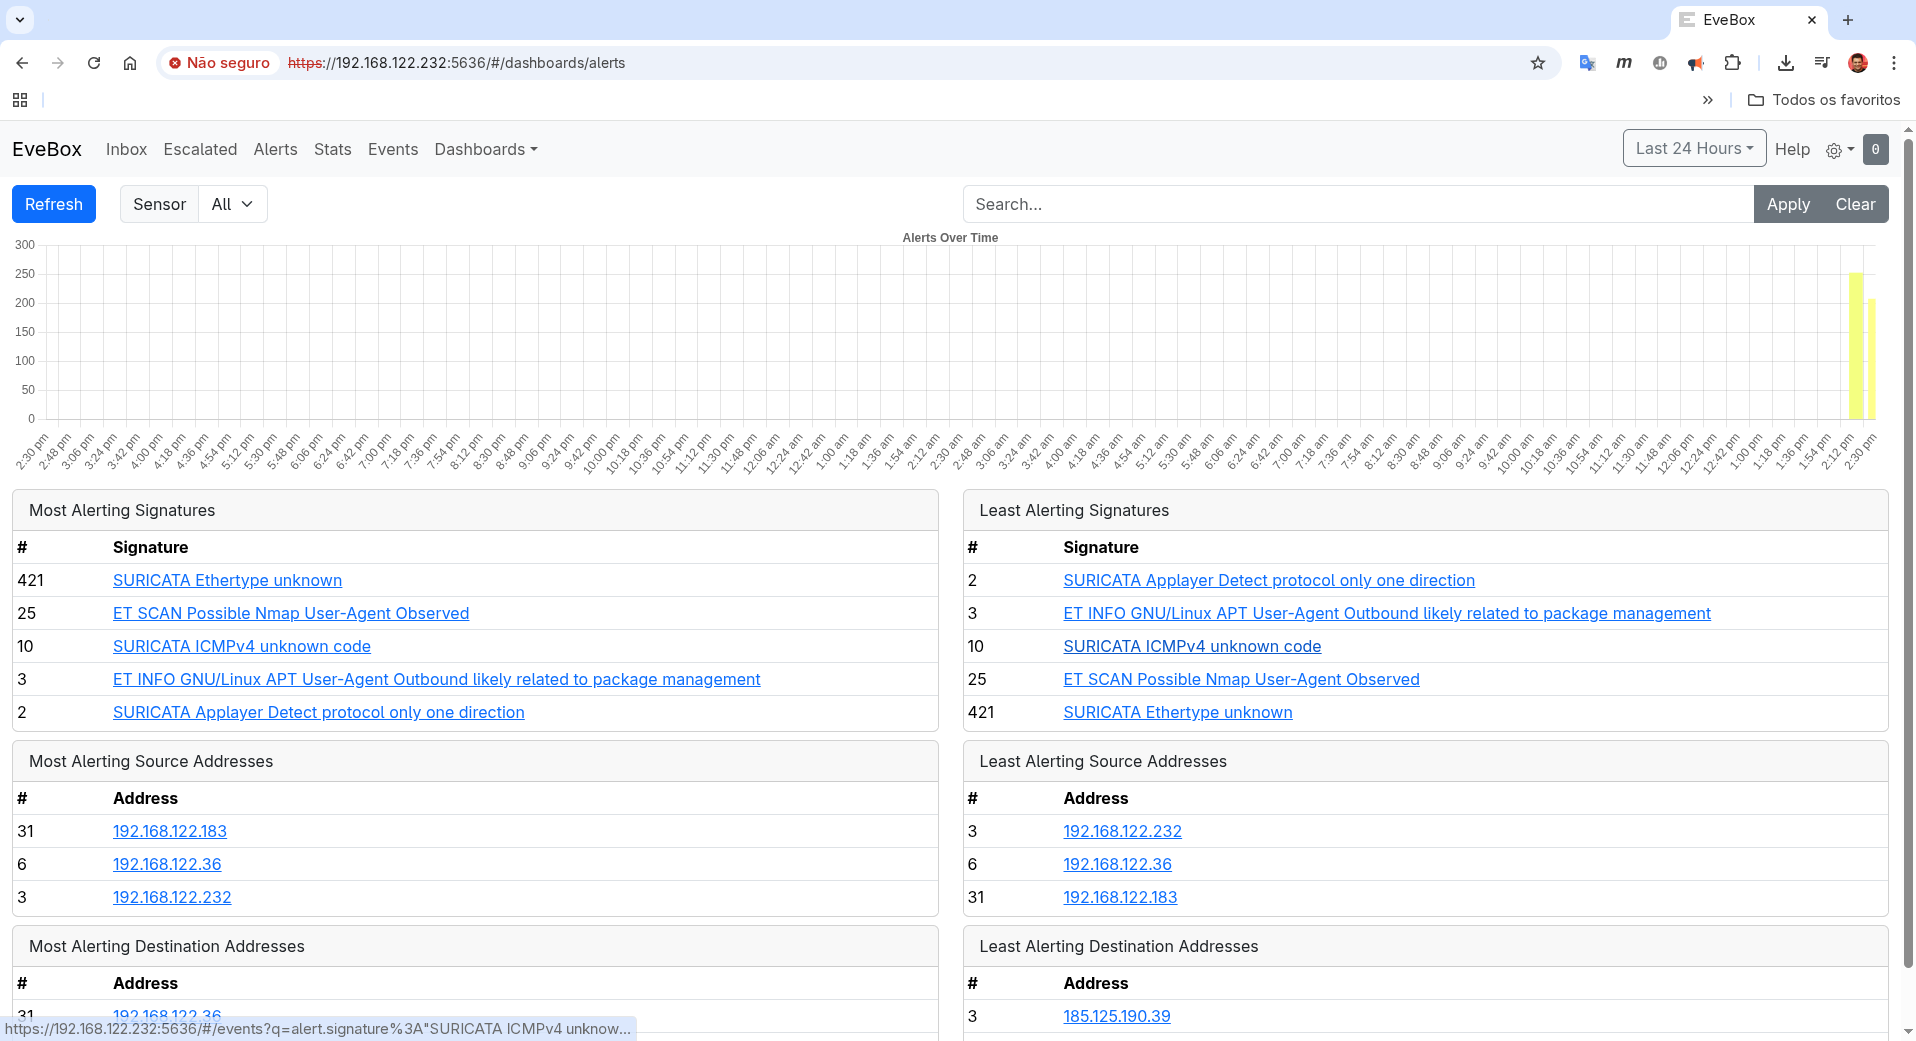 EveBox
Não seguro https://192.168.122.232:5636/#/dashboards/alerts
Todos os favoritos
EveBox Inbox Escalated Alerts Stats Events Dashboards Last 24 Hours Help 0
Refresh Sensor All Search... Apply Clear
Alerts Over Time
300
250
200
150
100
50
0
2:30 pm 2:48 pm 3:06 pm 3:24 pm 3:42 pm 4:00 pm 4:18 pm 4:36 pm 4:54 pm 5:12 pm 5:30 pm 5:48 pm 6:06 pm 6:24 pm 6:42 pm 7:00 pm 7:18 pm 7:36 pm 7:54 pm 8:12 pm 8:30 pm 8:48 pm 9:06 pm 9:24 pm 9:42 pm 10:00 pm 10:18 pm 10:36 pm 10:54 pm 11:12 pm 11:30 pm 11:48 pm 12:06 am 12:24 am 12:42 am 1:00 am 1:18 am 1:36 am 1:54 am 2:12 am 2:30 am 2:48 am 3:06 am 3:24 am 3:42 am 4:00 am 4:18 am 4:36 am 4:54 am 5:12 am 5:30 am 5:48 am 6:06 am 6:24 am 6:42 am 7:00 am 7:18 am 7:36 am 7:54 am 8:12 am 8:30 am 8:48 am 9:06 am 9:24 am 9:42 am 10:00 am 10:18 am 10:36 am 10:54 am 11:12 am 11:30 am 11:48 am 12:06 pm 12:24 pm 12:42 pm 1:00 pm 1:18 pm 1:36 pm 1:54 pm 2:12 pm 2:30 pm
Most Alerting Signatures
# Signature
421 SURICATA Ethertype unknown
25 ET SCAN Possible Nmap User-Agent Observed
10 SURICATA ICMPv4 unknown code
3 ET INFO GNU/Linux APT User-Agent Outbound likely related to package management
2 SURICATA Applayer Detect protocol only one direction
Least Alerting Signatures
# Signature
2 SURICATA Applayer Detect protocol only one direction
3 ET INFO GNU/Linux APT User-Agent Outbound likely related to package management
10 SURICATA ICMPv4 unknown code
25 ET SCAN Possible Nmap User-Agent Observed
421 SURICATA Ethertype unknown
Most Alerting Source Addresses
# Address
31 192.168.122.183
6 192.168.122.36
3 192.168.122.232
Least Alerting Source Addresses
# Address
3 192.168.122.232
6 192.168.122.36
31 192.168.122.183
Most Alerting Destination Addresses
# Address
31 192.168.122.36
Least Alerting Destination Addresses
# Address
3 185.125.190.39
https://192.168.122.232:5636/#/events?q=alert.signature%3A"SURICATA ICMPv4 unknow...